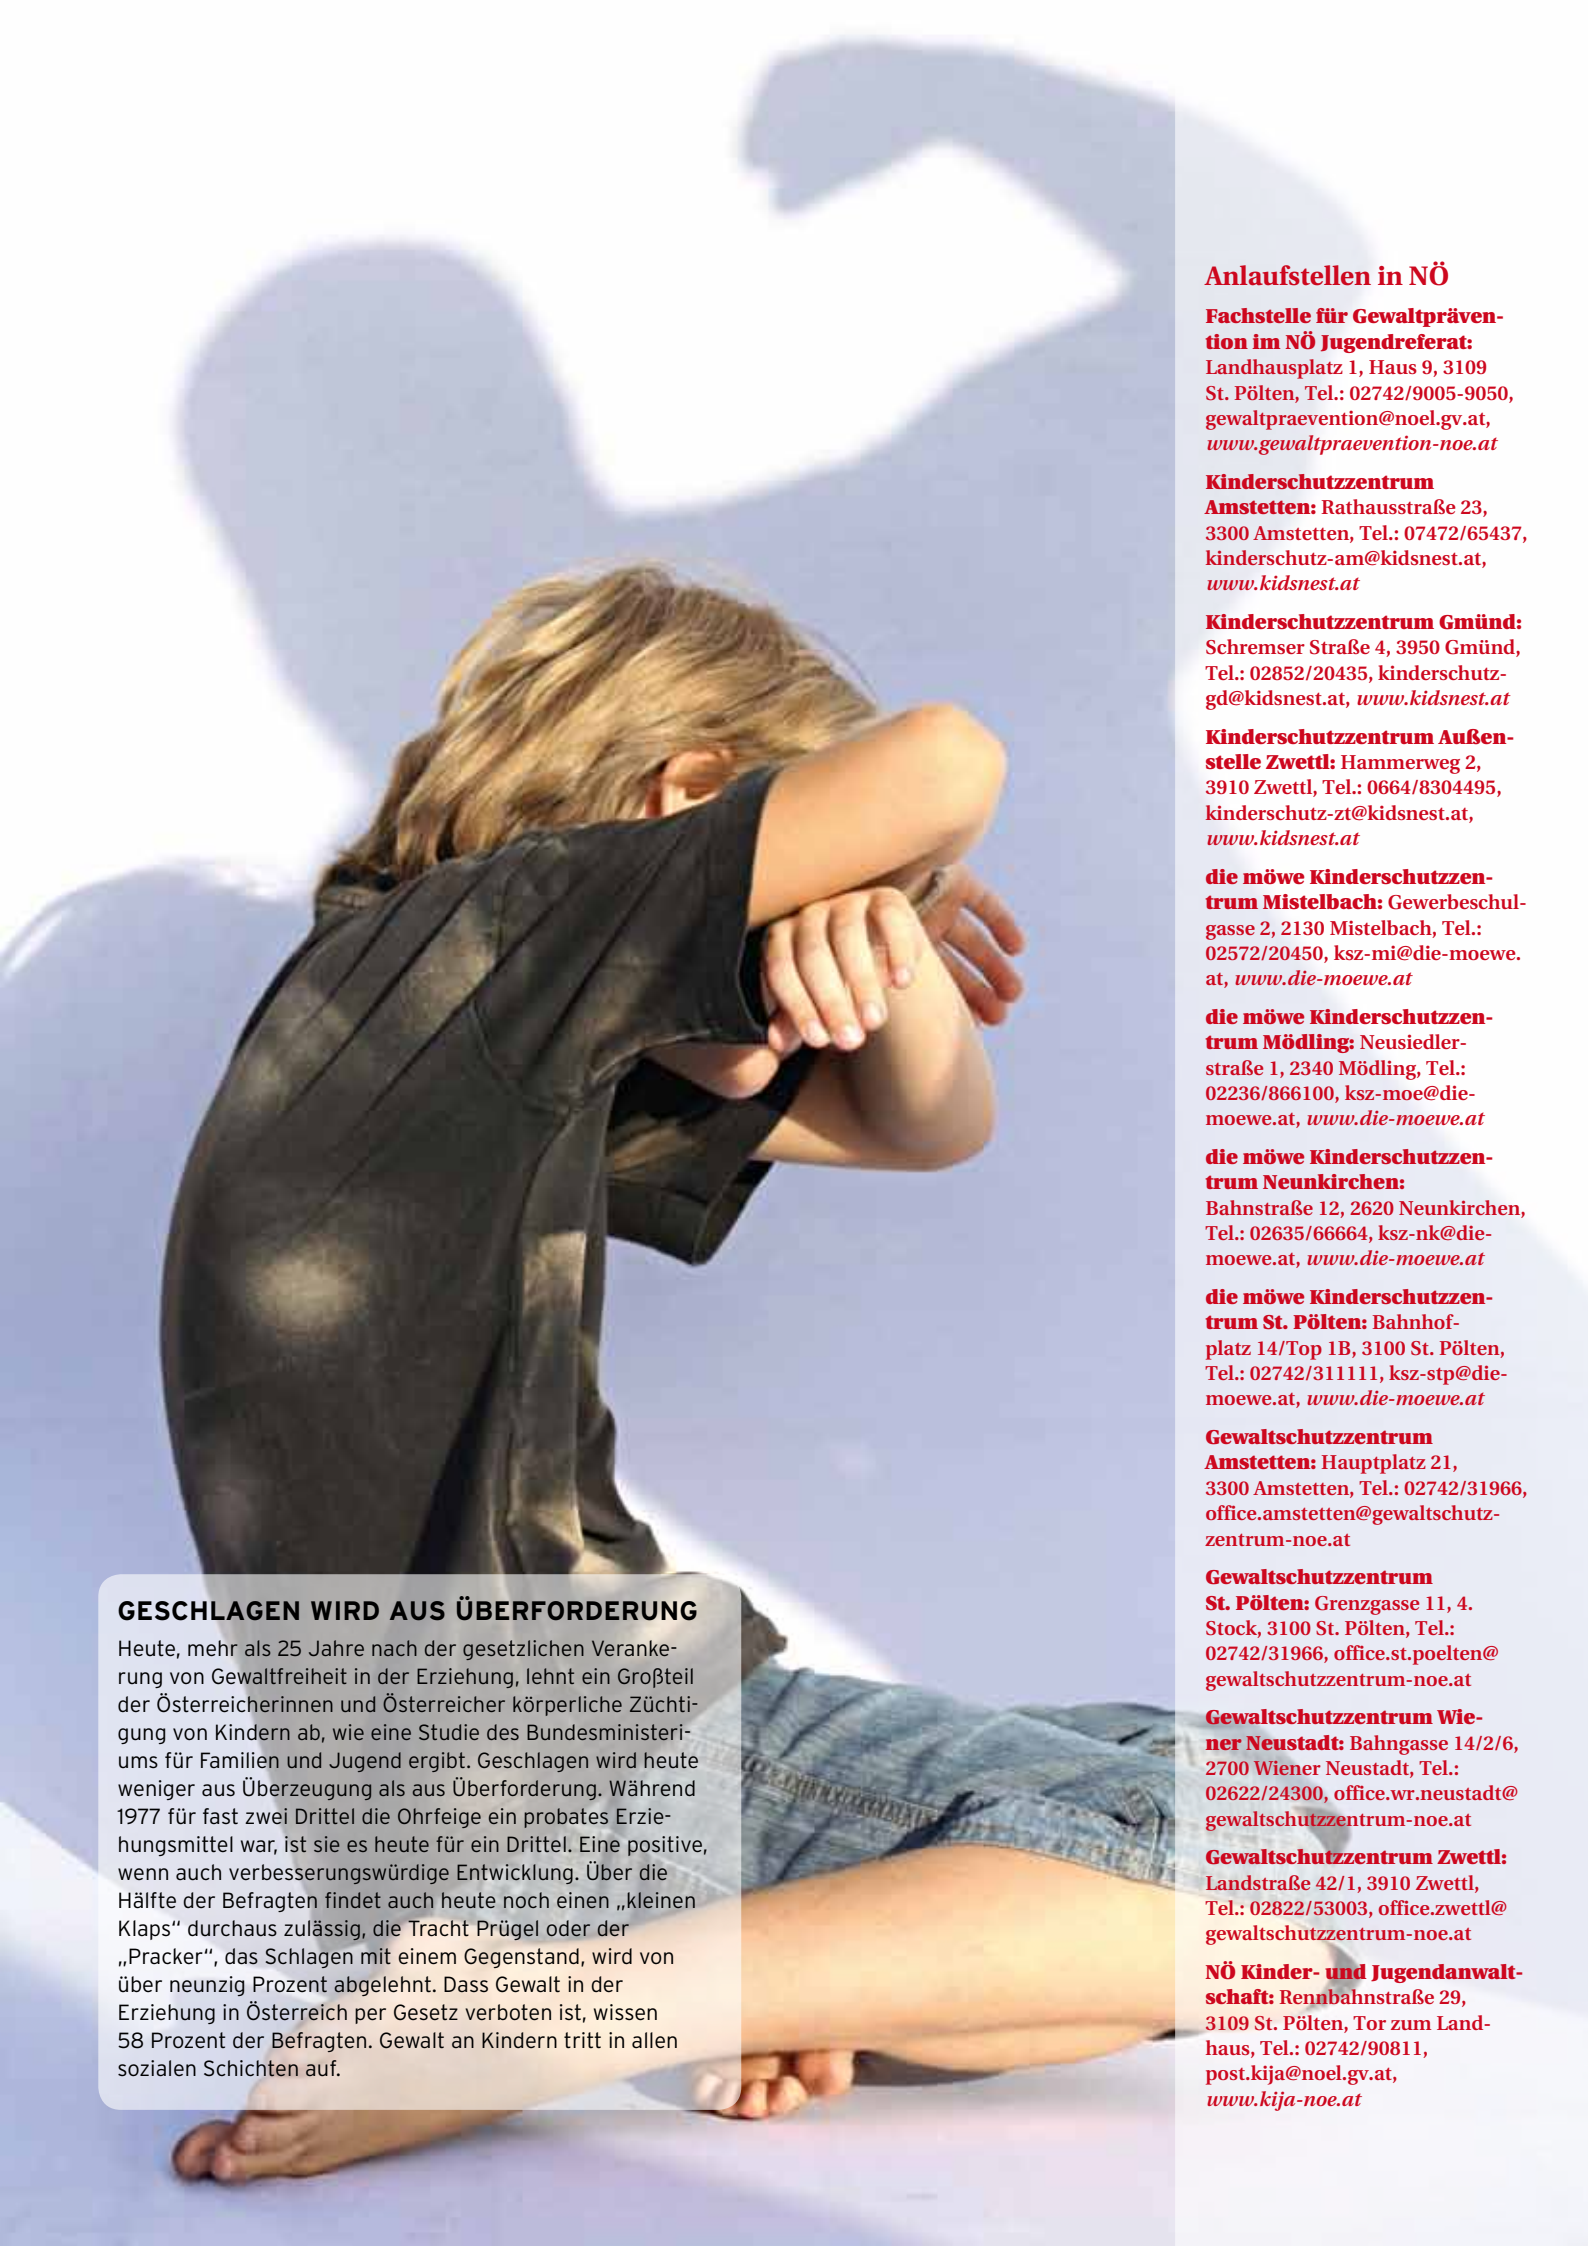 Anlaufstellen in NÖ
Fachstelle für Gewaltpräven-
tion im NÖ Jugendreferat:
Landhausplatz 1, Haus 9, 3109
St. Pölten, Tel.: 02742/9005-9050,
gewaltpraevention@noel.gv.at,
www.gewaltpraevention-noe.at
Kinderschutzzentrum
Amstetten: Rathausstraße 23,
3300 Amstetten, Tel.: 07472/65437,
kinderschutz-am@kidsnest.at,
www.kidsnest.at
Kinderschutzzentrum Gmünd:
Schremser Straße 4, 3950 Gmünd,
Tel.: 02852/20435, kinderschutz-
gd@kidsnest.at, www.kidsnest.at
Kinderschutzzentrum Außen-
stelle Zwettl: Hammerweg 2,
3910 Zwettl, Tel.: 0664/8304495,
kinderschutz-zt@kidsnest.at,
www.kidsnest.at
die möwe Kinderschutzzen-
trum Mistelbach: Gewerbeschul-
gasse 2, 2130 Mistelbach, Tel.:
02572/20450, ksz-mi@die-moewe.
at, www.die-moewe.at
die möwe Kinderschutzzen-
trum Mödling: Neusiedler-
straße 1, 2340 Mödling, Tel.:
02236/866100, ksz-moe@die-
moewe.at, www.die-moewe.at
die möwe Kinderschutzzen-
trum Neunkirchen:
Bahnstraße 12, 2620 Neunkirchen,
Tel.: 02635/66664, ksz-nk@die-
moewe.at, www.die-moewe.at
die möwe Kinderschutzzen-
trum St. Pölten: Bahnhof-
platz 14/Top 1B, 3100 St. Pölten,
Tel.: 02742/311111, ksz-stp@die-
moewe.at, www.die-moewe.at
Gewaltschutzzentrum
Amstetten: Hauptplatz 21,
3300 Amstetten, Tel.: 02742/31966,
office.amstetten@gewaltschutz-
zentrum-noe.at
Gewaltschutzzentrum
St. Pölten: Grenzgasse 11, 4.
Stock, 3100 St. Pölten, Tel.:
02742/31966, office.st.poelten@
gewaltschutzzentrum-noe.at
Gewaltschutzzentrum Wie-
ner Neustadt: Bahngasse 14/2/6,
2700 Wiener Neustadt, Tel.:
02622/24300, office.wr.neustadt@
gewaltschutzzentrum-noe.at
Gewaltschutzzentrum Zwettl:
Landstraße 42/1, 3910 Zwettl,
Tel.: 02822/53003, office.zwettl@
gewaltschutzzentrum-noe.at
NÖ Kinder- und Jugendanwalt-
schaft: Rennbahnstraße 29,
3109 St. Pölten, Tor zum Land-
haus, Tel.: 02742/90811,
post.kija@noel.gv.at,
www.kija-noe.at
GESCHLAGEN WIRD AUS ÜBERFORDERUNG
Heute, mehr als 25 Jahre nach der gesetzlichen Veranke-
rung von Gewaltfreiheit in der Erziehung, lehnt ein Großteil
der Österreicherinnen und Österreicher körperliche Züchti-
gung von Kindern ab, wie eine Studie des Bundesministeri-
ums für Familien und Jugend ergibt. Geschlagen wird heute
weniger aus Überzeugung als aus Überforderung. Während
1977 für fast zwei Drittel die Ohrfeige ein probates Erzie-
hungsmittel war, ist sie es heute für ein Drittel. Eine positive,
wenn auch verbesserungswürdige Entwicklung. Über die
Hälfte der Befragten findet auch heute noch einen „kleinen
Klaps“ durchaus zulässig, die Tracht Prügel oder der
„Pracker“, das Schlagen mit einem Gegenstand, wird von
über neunzig Prozent abgelehnt. Dass Gewalt in der
Erziehung in Österreich per Gesetz verboten ist, wissen
58 Prozent der Befragten. Gewalt an Kindern tritt in allen
sozialen Schichten auf.